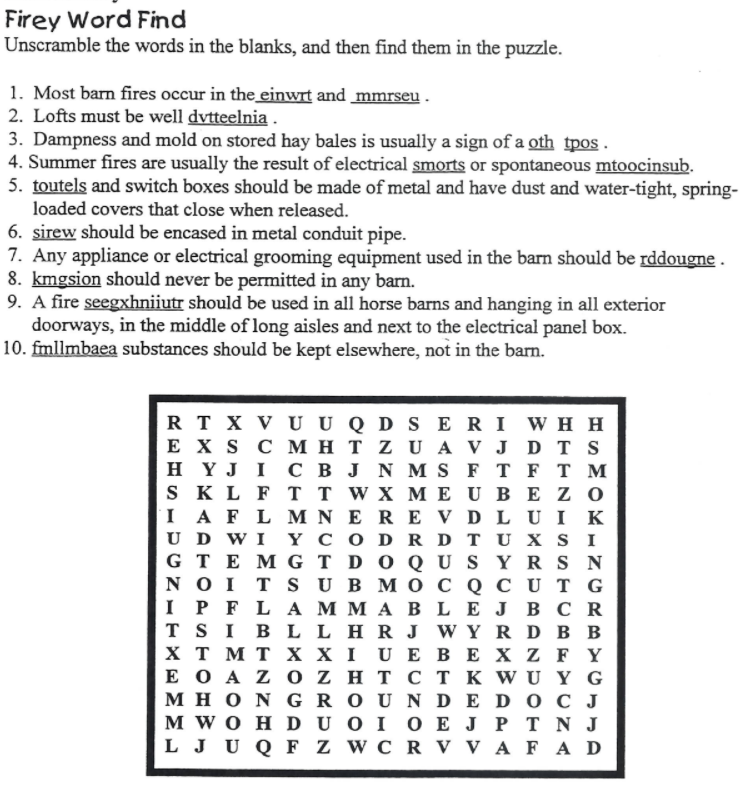 Firey Word Find
Unscramble the words in the blanks, and then find them in the puzzle.
1. Most barn fires occur in the einwrt and mmrseu .
2. Lofts must be well dvtteelnia .
3. Dampness and mold on stored hay bales is usually a sign of a oth tpos .
4. Summer fires are usually the result of electrical smorts or spontaneous mtoocinsub.
5. toutels and switch boxes should be made of metal and have dust and water-tight, spring-
loaded covers that close when released.
6. sirew should be encased in metal conduit pipe.
7. Any appliance or electrical grooming equipment used in the barn should be rddougne .
8. kmgsion should never be permitted in any barn.
9. A fire seegxhniiutr should be used in all horse barns and hanging in all exterior
doorways, in the middle of long aisles and next to the electrical panel box.
10. fmllmbaea substances should be kept elsewhere, not in the barn.
R T X V U U Q D S E R I W H H
E X S C M H T Z U A V J D T S
H Y J I C B J N M S F T F T M
S K L F T T W X M E U B E Z O
I A F L M N E R E V D L U I K
U D W I Y C O D R D T U X S I
G T E M G T D O Q U S Y R S N
N O I T S U B M O C Q C U T G
I P F L A M M A B L E J B C R
T S I B L L H R J W Y R D B B
X T M T X X I U E B E X Z F Y
E O A Z O Z H T C T K W U Y G
M H O N G R O U N D E D O C J
M W O H D U O I O E J P T N J
L J U Q F Z W C R V V A F A D